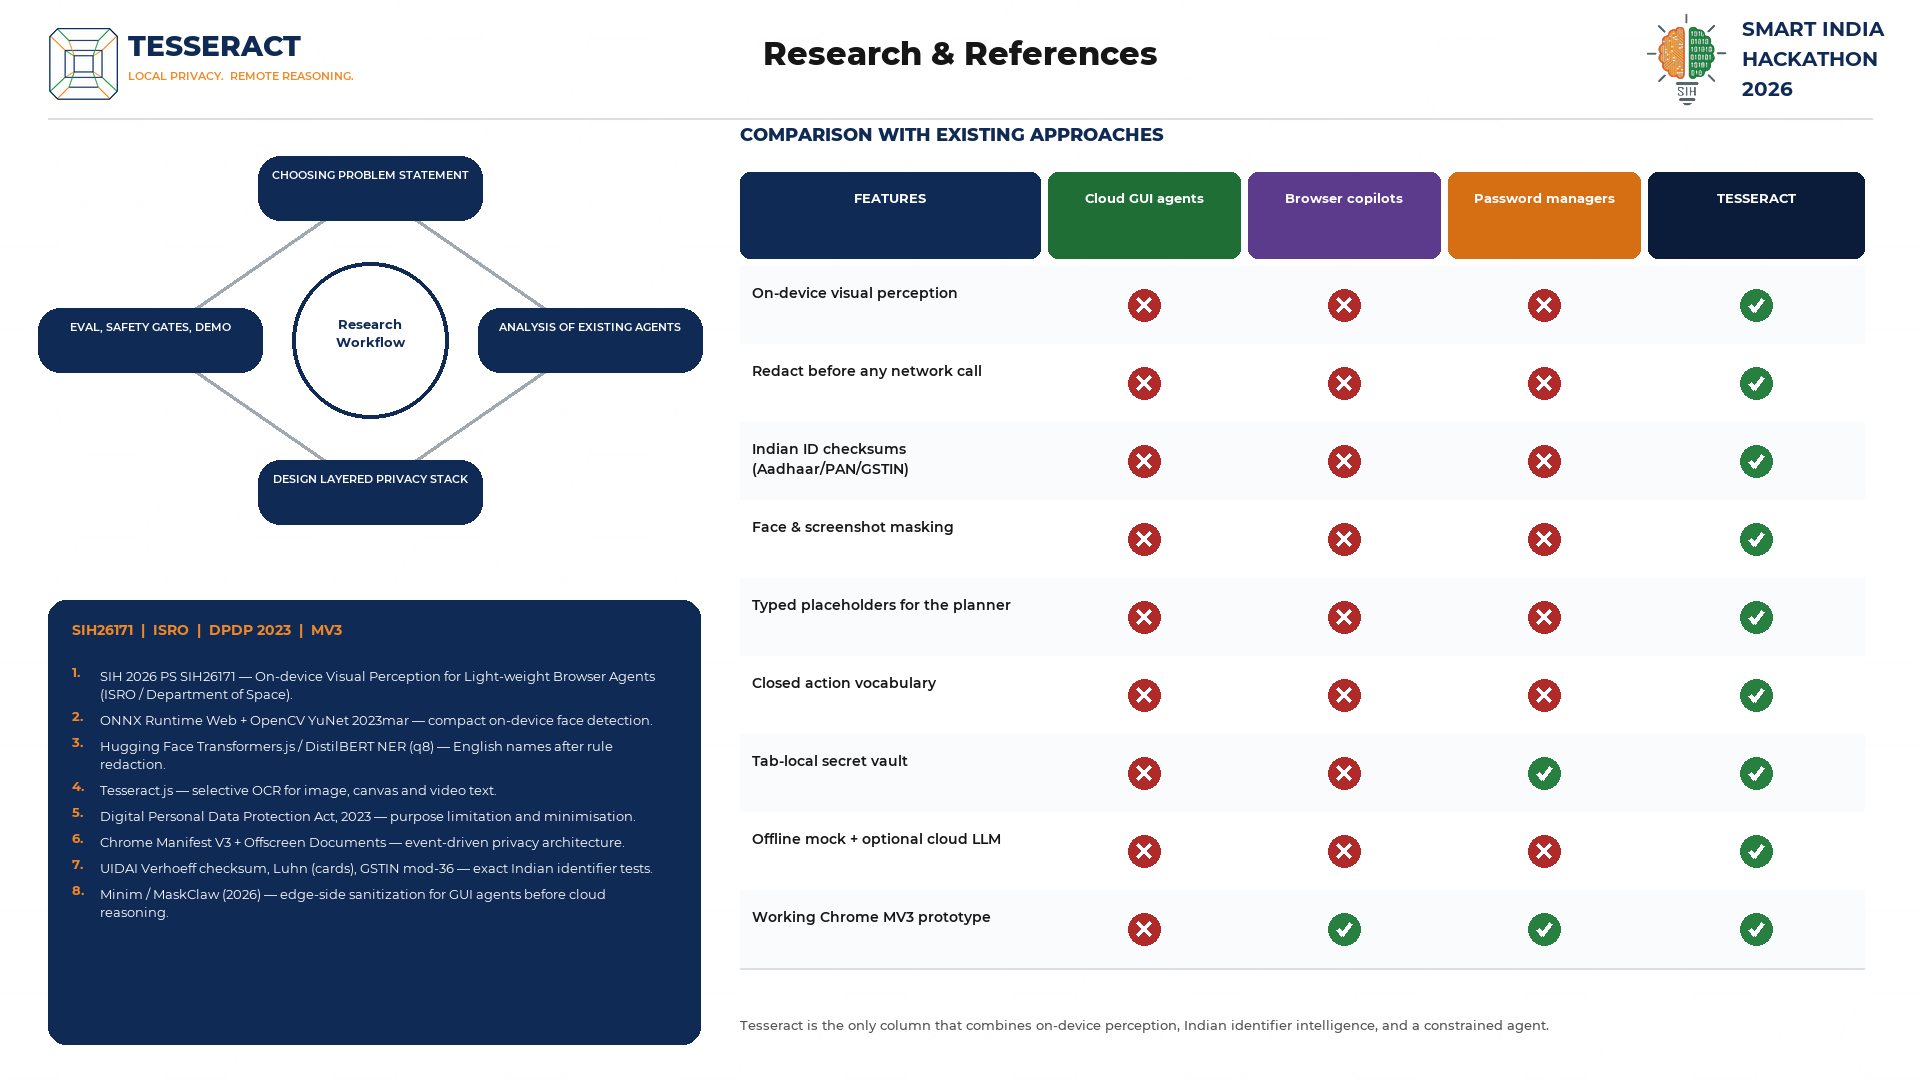 TESSERACT
LOCAL PRIVACY. REMOTE REASONING.
Research & References
SIH
SMART INDIA
HACKATHON
2026
CHOOSING PROBLEM STATEMENT
EVAL, SAFETY GATES, DEMO
Research
Workflow
ANALYSIS OF EXISTING AGENTS
DESIGN LAYERED PRIVACY STACK
SIH26171 | ISRO | DPDP 2023 | MV3
1. SIH 2026 PS SIH26171 — On-device Visual Perception for Light-weight Browser Agents
(ISRO / Department of Space).
2. ONNX Runtime Web + OpenCV YuNet 2023mar — compact on-device face detection.
3. Hugging Face Transformers.js / DistilBERT NER (q8) — English names after rule
redaction.
4. Tesseract.js — selective OCR for image, canvas and video text.
5. Digital Personal Data Protection Act, 2023 — purpose limitation and minimisation.
6. Chrome Manifest V3 + Offscreen Documents — event-driven privacy architecture.
7. UIDAI Verhoeff checksum, Luhn (cards), GSTIN mod-36 — exact Indian identifier tests.
8. Minim / MaskClaw (2026) — edge-side sanitization for GUI agents before cloud
reasoning.
COMPARISON WITH EXISTING APPROACHES
FEATURES Cloud GUI agents Browser copilots Password managers TESSERACT
On-device visual perception
Redact before any network call
Indian ID checksums
(Aadhaar/PAN/GSTIN)
Face & screenshot masking
Typed placeholders for the planner
Closed action vocabulary
Tab-local secret vault
Offline mock + optional cloud LLM
Working Chrome MV3 prototype
Tesseract is the only column that combines on-device perception, Indian identifier intelligence, and a constrained agent.